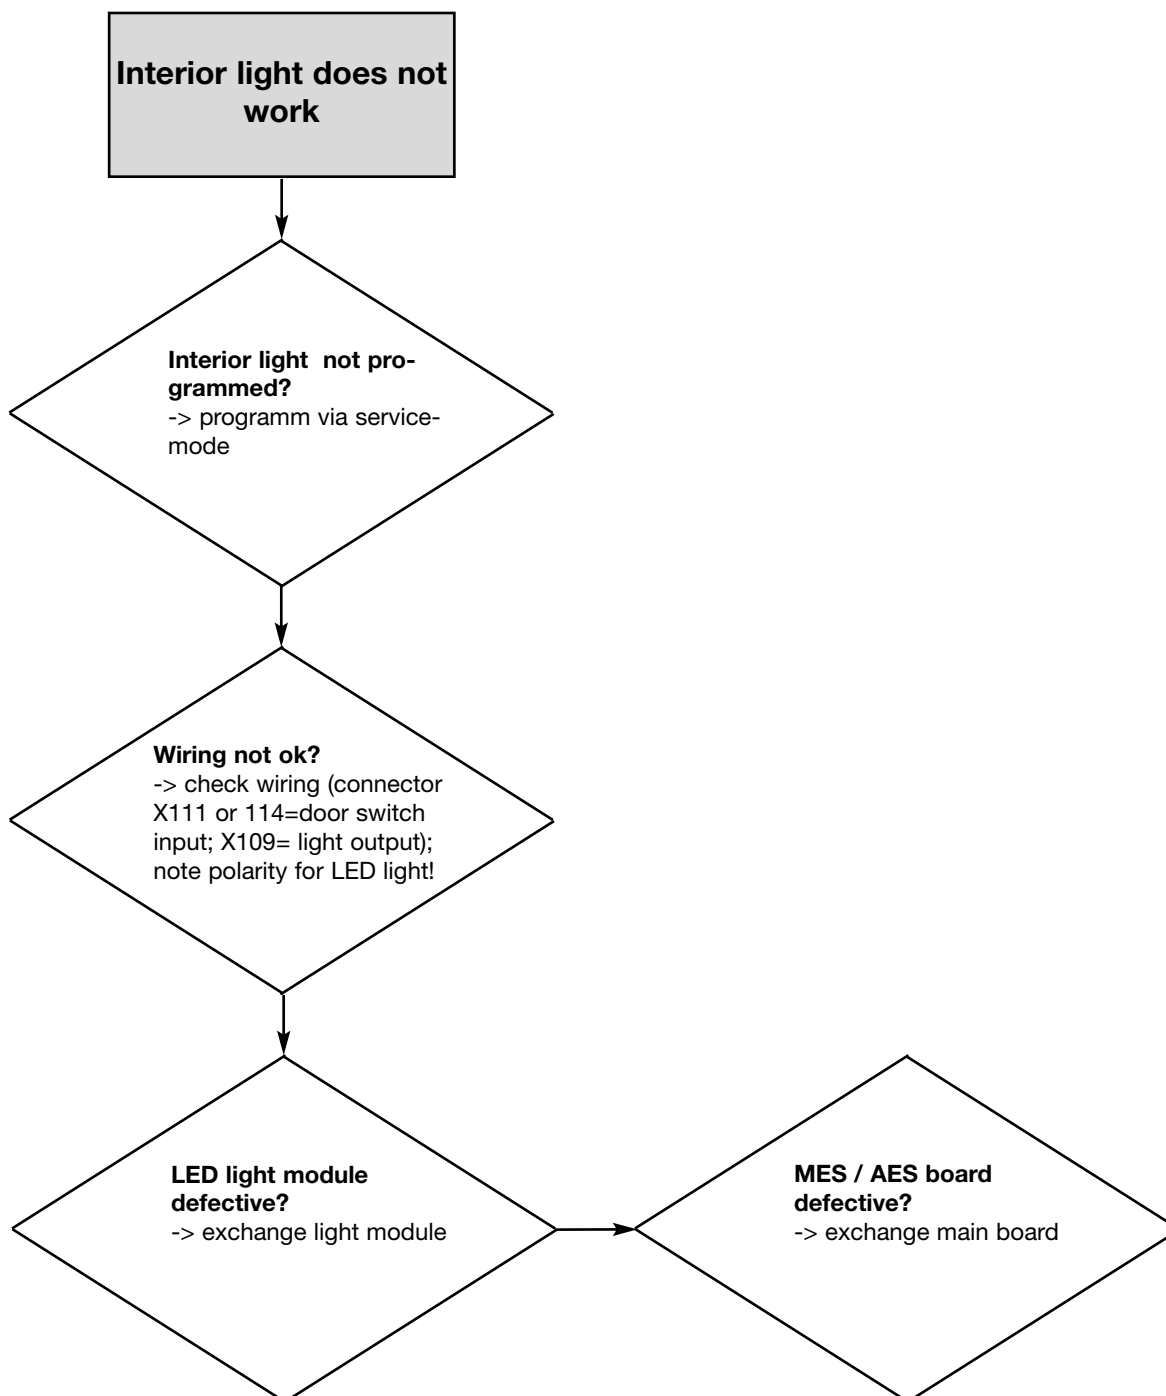 Interior light does not
work
Interior light  not pro-
grammed?
-> programm via service-
mode
Wiring not ok?
-> check wiring (connector
X111 or 114=door switch
input; X109= light output);
note polarity for LED light!
LED light module
defective?
-> exchange light module
MES / AES board
defective?
-> exchange main board